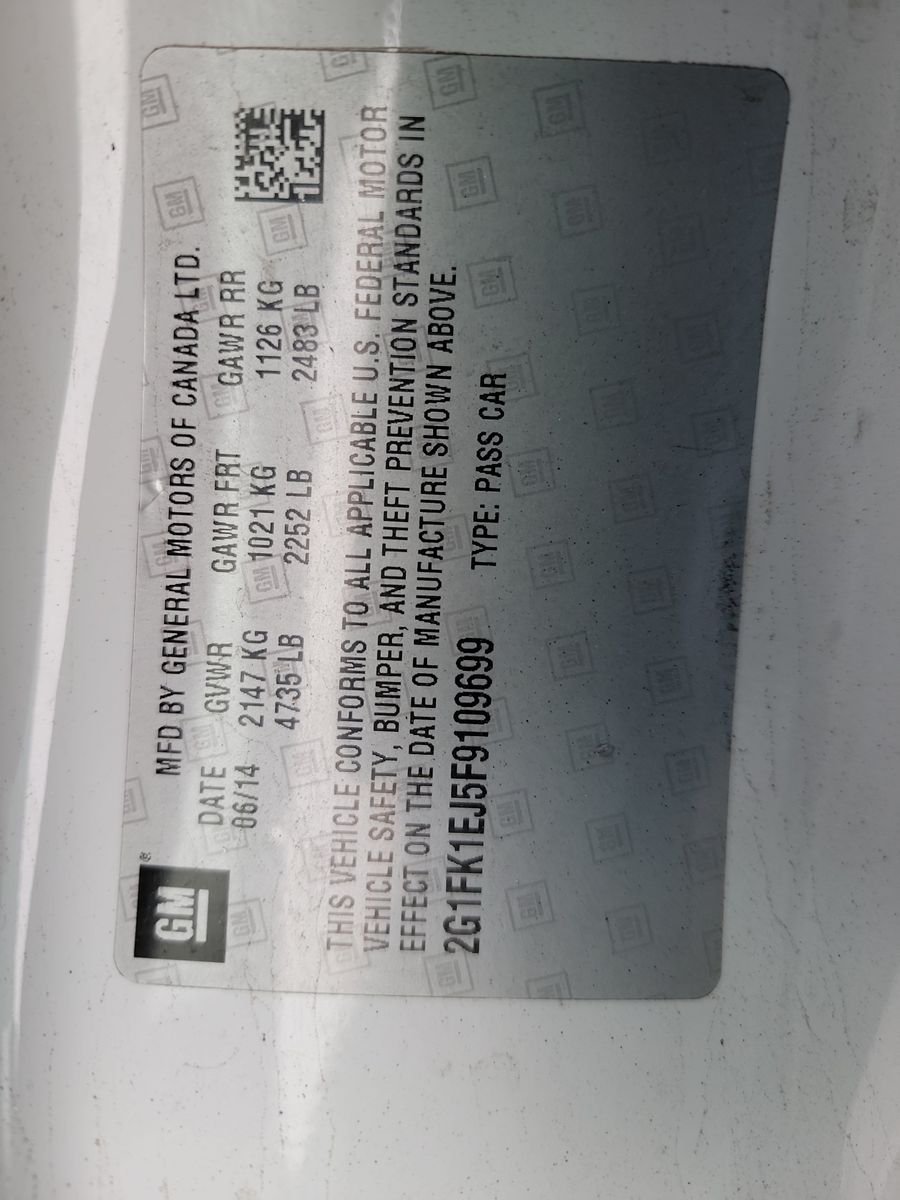 GM®
MFD BY GENERAL MOTORS OF CANADA LTD.
DATE GVWR GAWR FRT GAWR RR
06/14 2147 KG 1021 KG 1126 KG
4735 LB 2252 LB 2483 LB
THIS VEHICLE CONFORMS TO ALL APPLICABLE U.S. FEDERAL MOTOR
VEHICLE SAFETY, BUMPER, AND THEFT PREVENTION STANDARDS IN
EFFECT ON THE DATE OF MANUFACTURE SHOWN ABOVE.
2G1FK1EJ5F9109699 TYPE: PASS CAR